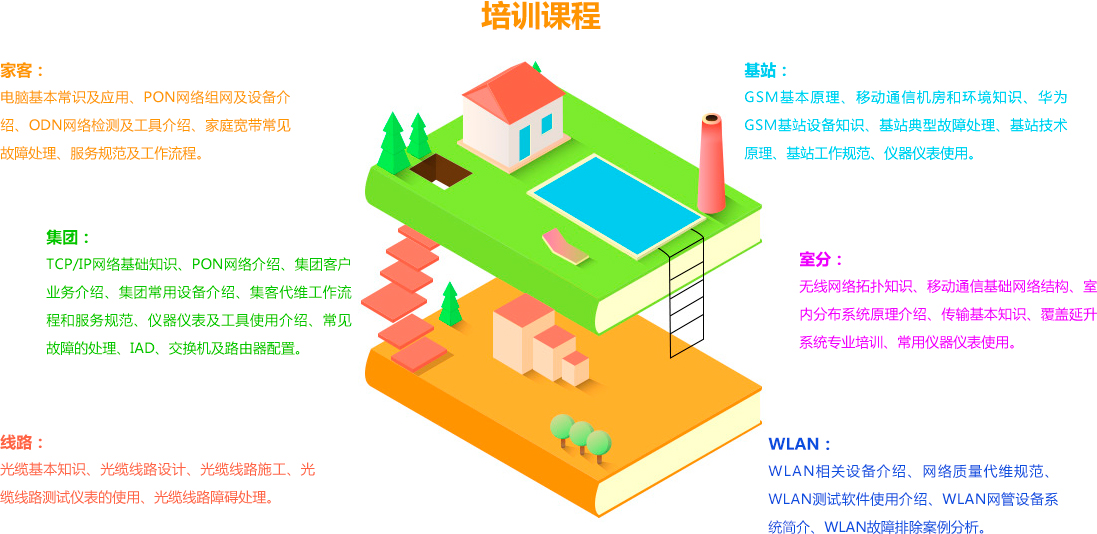 培训课程
家客：
电脑基本常识及应用、PON网络组网及设备介
绍、ODN网络检测及工具介绍、家庭宽带常见
故障处理、服务规范及工作流程。
集团：
TCP/IP网络基础知识、PON网络介绍、集团客户
业务介绍、集团常用设备介绍、集客代维工作流
程和服务规范、仪器仪表及工具使用介绍、常见
故障的处理、IAD、交换机及路由器配置。
线路：
光缆基本知识、光缆线路设计、光缆线路施工、光
缆线路测试仪表的使用、光缆线路障碍处理。
基站：
GSM基本原理、移动通信机房和环境知识、华为
GSM基站设备知识、基站典型故障处理、基站技术
原理、基站工作规范、仪器仪表使用。
室分：
无线网络拓扑知识、移动通信基础网络结构、室
内分布系统原理介绍、传输基本知识、覆盖延升
系统专业培训、常用仪器仪表使用。
WLAN：
WLAN相关设备介绍、网络质量代维规范、
WLAN测试软件使用介绍、WLAN网管设备系
统简介、WLAN故障排除案例分析。